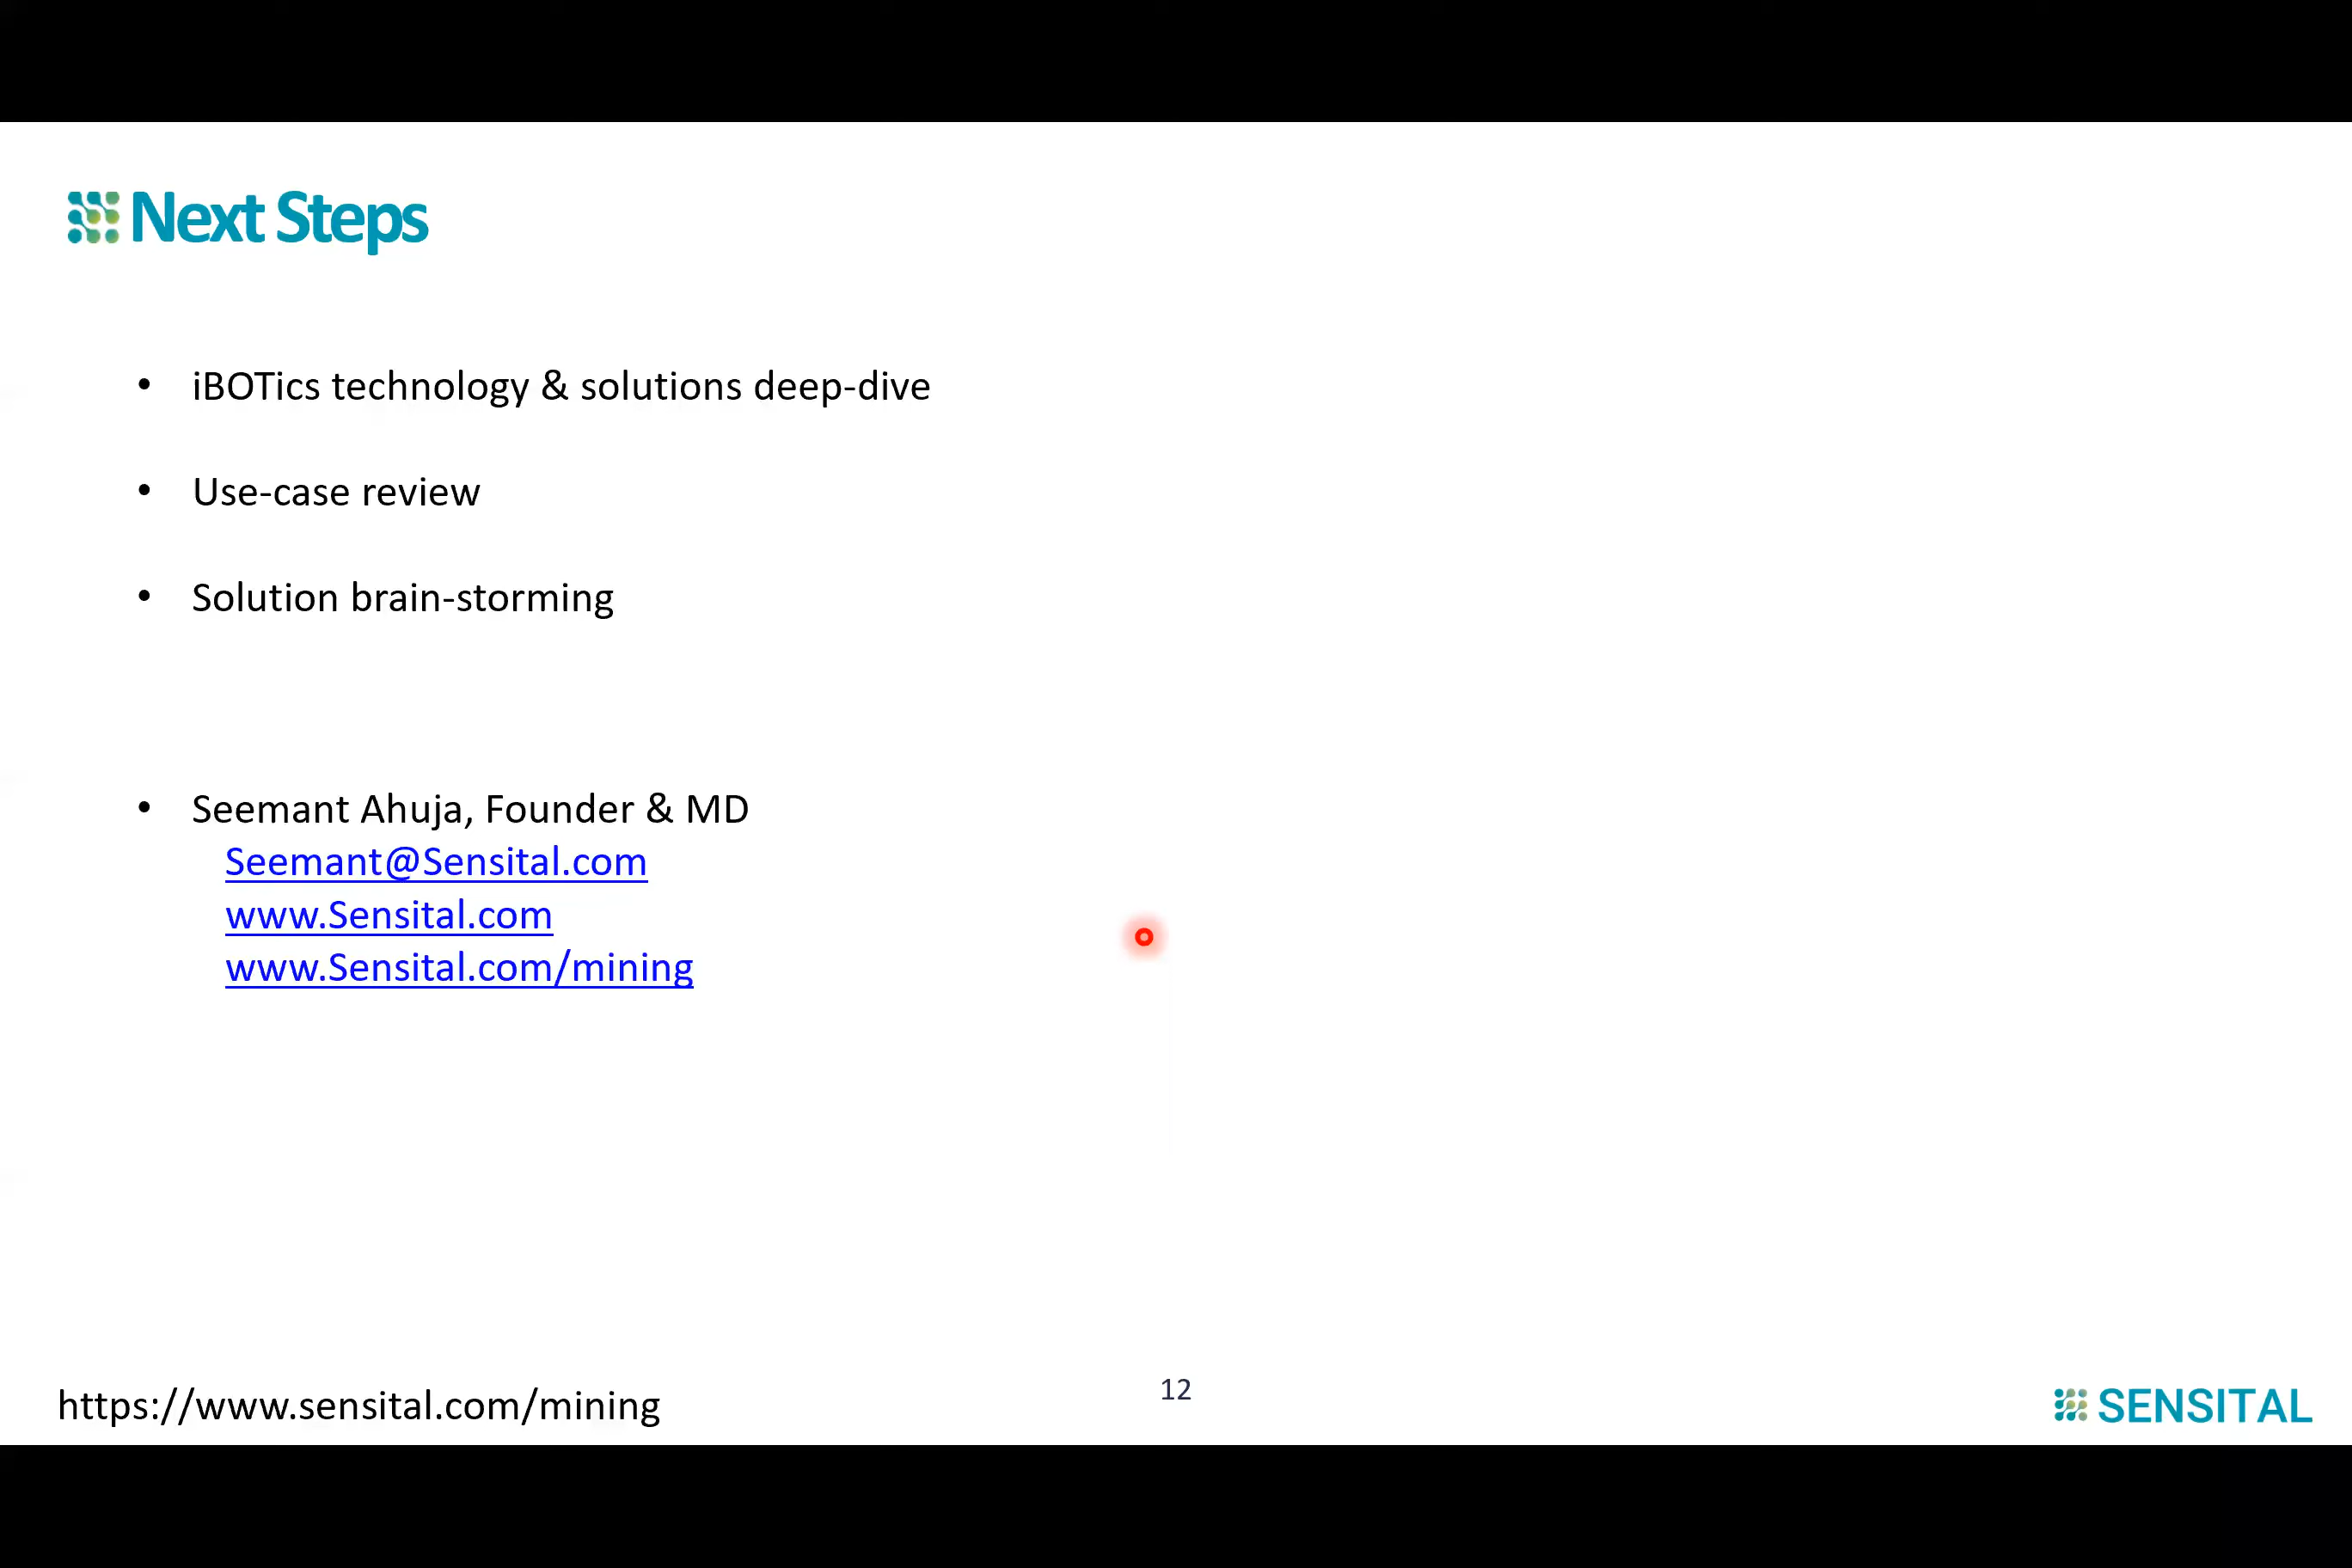 Next Steps
• iBOTics technology & solutions deep-dive
• Use-case review
• Solution brain-storming
• Seemant Ahuja, Founder & MD
Seemant@Sensital.com
www.Sensital.com
www.Sensital.com/mining
https://www.sensital.com/mining
12
SENSITAL